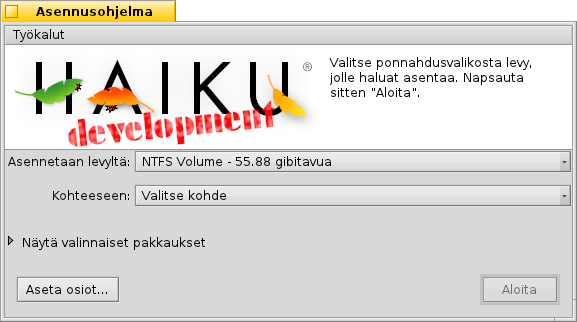 Asennusohjelma
Työkalut
HAIKU®
development
Valitse ponnahdusvalikosta levy,
jolle haluat asentaa. Napsauta
sitten "Aloita".
Asennetaan levyltä: NTFS Volume - 55.88 gibitavua
Kohteeseen: Valitse kohde
Näytä valinnaiset pakkaukset
Aseta osiot... Aloita